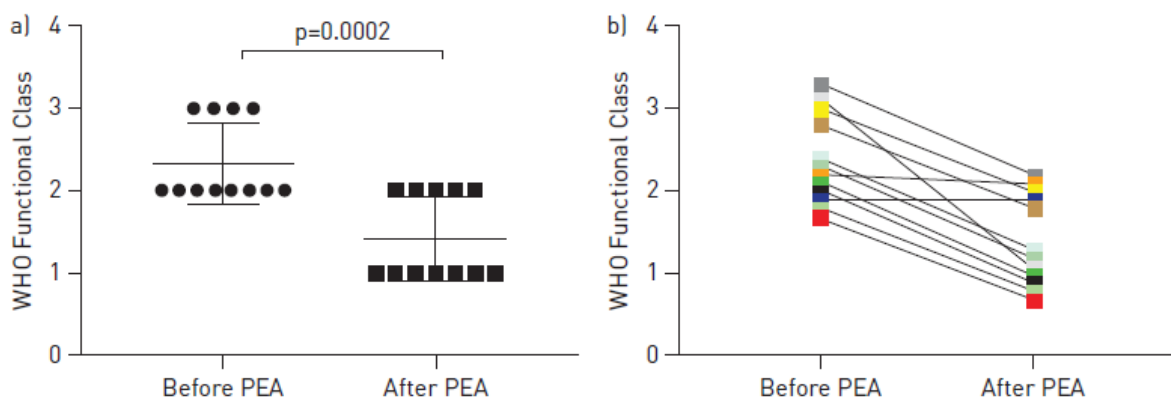 a)
WHO Functional Class
4
3
2
1
0
p=0.0002
Before PEA
After PEA
b)
WHO Functional Class
4
3
2
1
0
Before PEA
After PEA